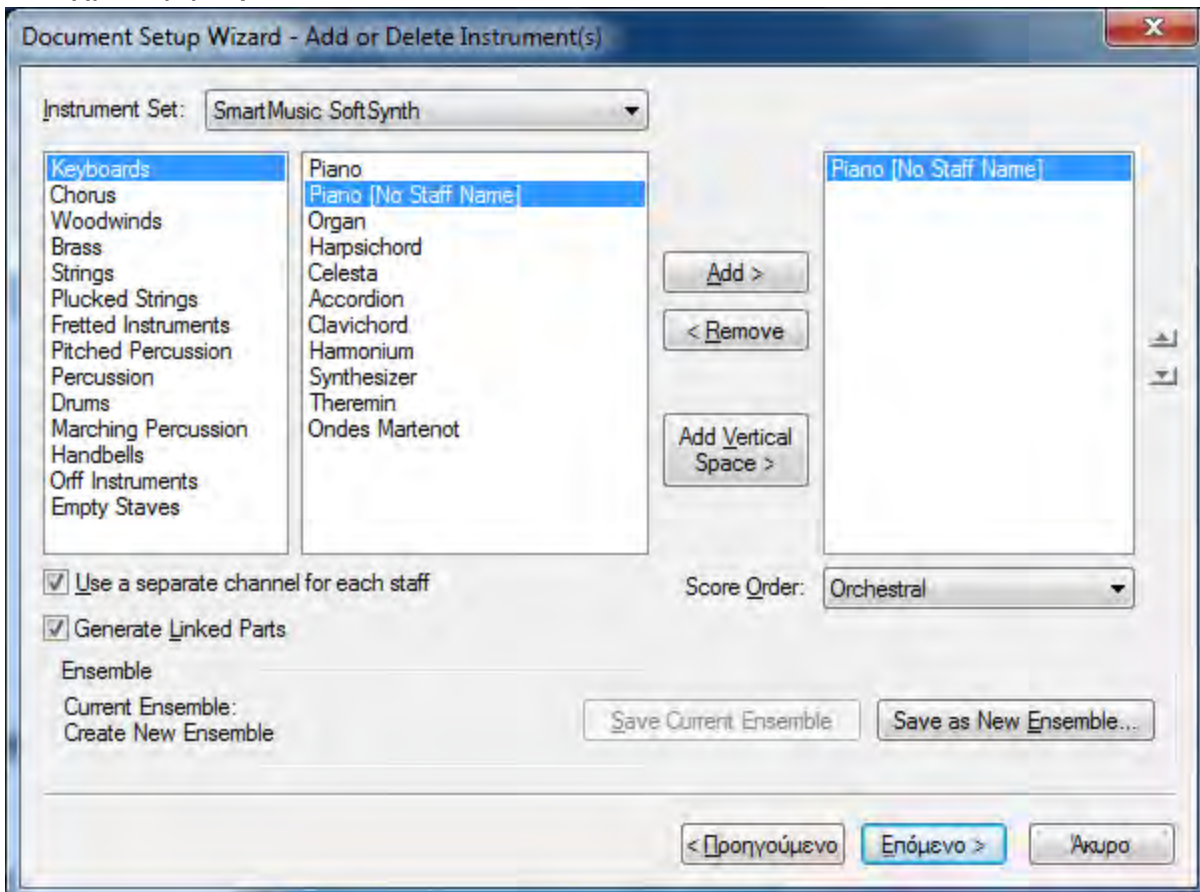 Document Setup Wizard - Add or Delete Instrument(s)
Instrument Set: SmartMusic SoftSynth
Keyboards
Chorus
Woodwinds
Brass
Strings
Plucked Strings
Fretted Instruments
Pitched Percussion
Percussion
Drums
Marching Percussion
Handbells
Orff Instruments
Empty Staves
Piano
Piano [No Staff Name]
Organ
Harpsichord
Celesta
Accordion
Clavichord
Harmonium
Synthesizer
Theremin
Ondes Martenot
Add >
< Remove
Add Vertical
Space >
Piano [No Staff Name]
Use a separate channel for each staff
Score Order: Orchestral
Generate Linked Parts
Ensemble
Current Ensemble:
Create New Ensemble
Save Current Ensemble
Save as New Ensemble...
< Προηγούμενο
Επόμενο >
Άκυρο